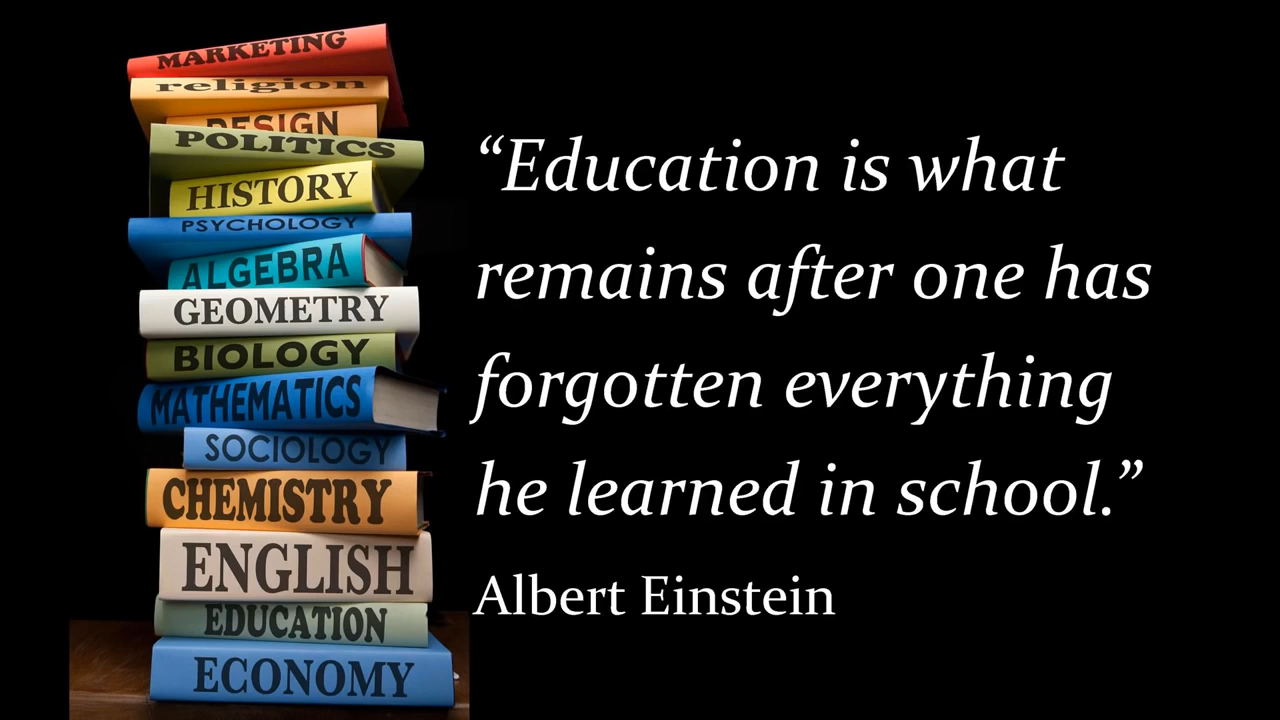 MARKETING
religion
DESIGN
POLITICS
HISTORY
PSYCHOLOGY
ALGEBRA
GEOMETRY
BIOLOGY
MATHEMATICS
SOCIOLOGY
CHEMISTRY
ENGLISH
EDUCATION
ECONOMY
“Education is what
remains after one has
forgotten everything
he learned in school.”
Albert Einstein